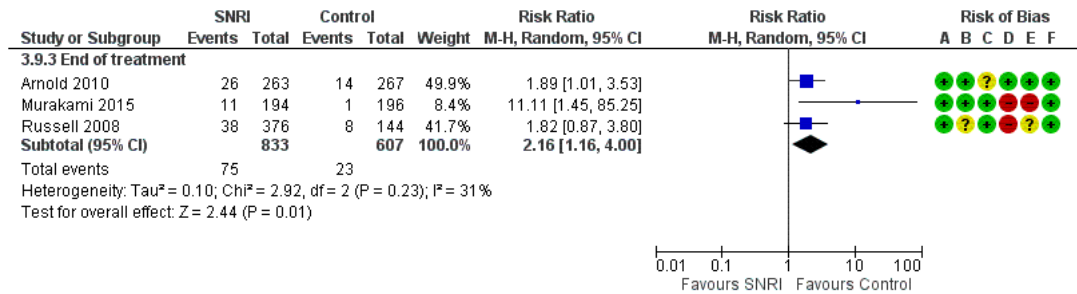 SNRI Control Risk Ratio Risk Ratio Risk of Bias
Study or Subgroup Events Total Events Total Weight M-H, Random, 95% CI M-H, Random, 95% CI A B C D E F
3.9.3 End of treatment
Arnold 2010 26 263 14 267 49.9% 1.89 [1.01, 3.53] + + ? + + +
Murakami 2015 11 194 1 196 8.4% 11.11 [1.45, 85.25] + + + - - +
Russell 2008 38 376 8 144 41.7% 1.82 [0.87, 3.80] + ? + - ? +
Subtotal (95% CI) 833 607 100.0% 2.16 [1.16, 4.00]
Total events 75 23
Heterogeneity: Tau² = 0.10; Chi² = 2.92, df = 2 (P = 0.23); I² = 31%
Test for overall effect: Z = 2.44 (P = 0.01)
0.01 0.1 1 10 100
Favours SNRI Favours Control